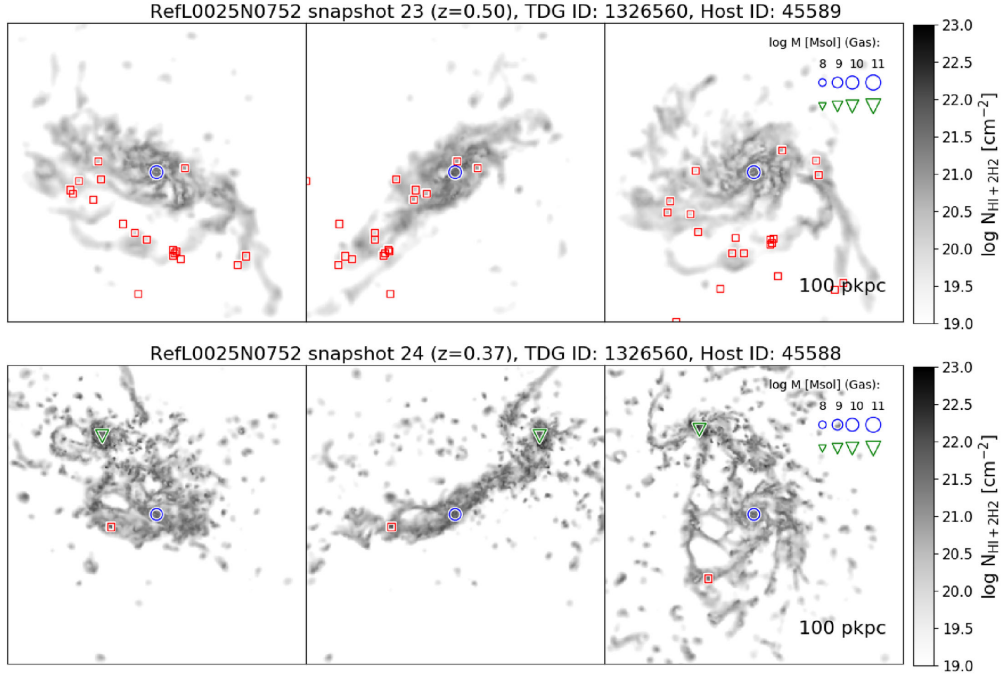 RefL0025N0752 snapshot 23 (z=0.50), TDG ID: 1326560, Host ID: 45589
log M [Msol] (Gas):
8 9 10 11
100 pkpc
23.0
22.5
22.0
21.5
21.0
20.5
20.0
19.5
19.0
log N_HI+2H2 [cm⁻²]
RefL0025N0752 snapshot 24 (z=0.37), TDG ID: 1326560, Host ID: 45588
log M [Msol] (Gas):
8 9 10 11
100 pkpc
23.0
22.5
22.0
21.5
21.0
20.5
20.0
19.5
19.0
log N_HI+2H2 [cm⁻²]